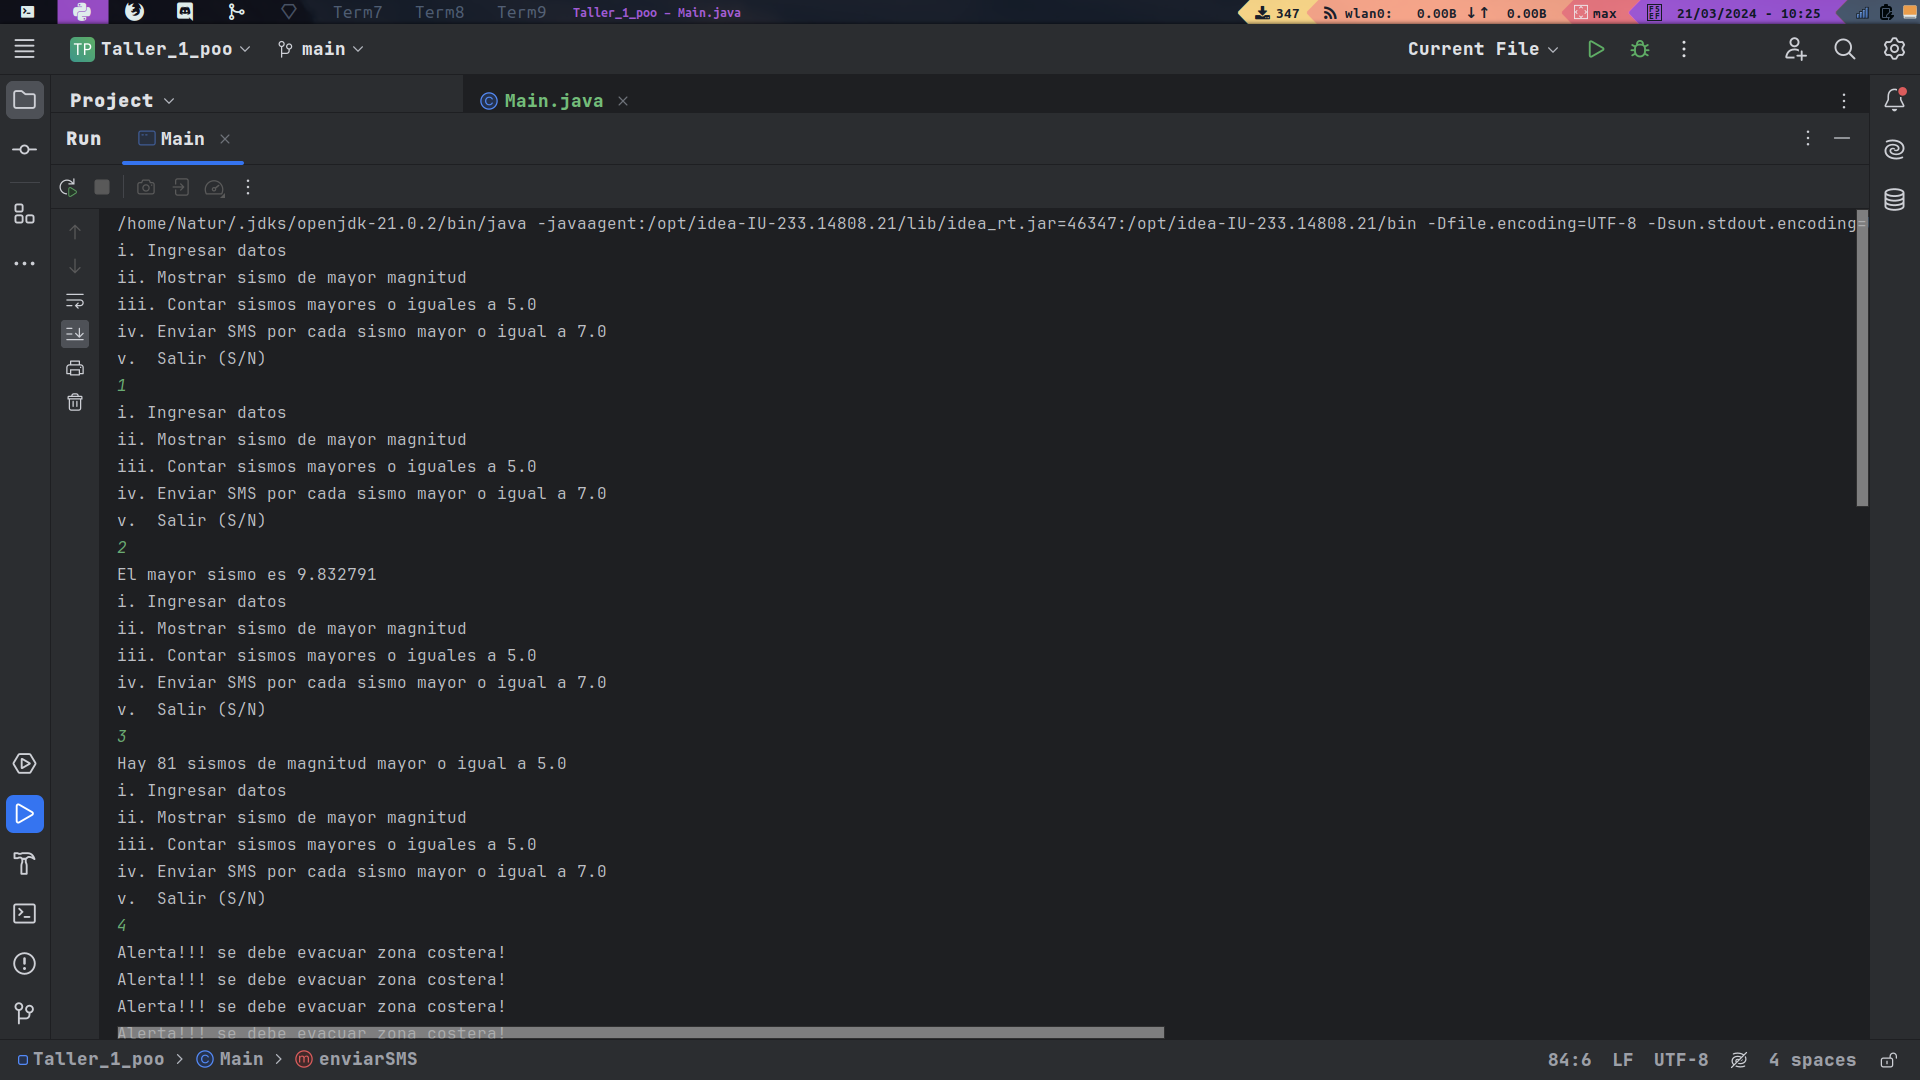 Term7 Term8 Term9 Taller_1_poo - Main.java 347 wlan0: 0.00B ↓↑ 0.00B max 21/03/2024 - 10:25
TP Taller_1_poo main Current File
Project Main.java
Run Main
/home/Natur/.jdks/openjdk-21.0.2/bin/java -javaagent:/opt/idea-IU-233.14808.21/lib/idea_rt.jar=46347:/opt/idea-IU-233.14808.21/bin -Dfile.encoding=UTF-8 -Dsun.stdout.encoding=
i. Ingresar datos
ii. Mostrar sismo de mayor magnitud
iii. Contar sismos mayores o iguales a 5.0
iv. Enviar SMS por cada sismo mayor o igual a 7.0
v.  Salir (S/N)
1
i. Ingresar datos
ii. Mostrar sismo de mayor magnitud
iii. Contar sismos mayores o iguales a 5.0
iv. Enviar SMS por cada sismo mayor o igual a 7.0
v.  Salir (S/N)
2
El mayor sismo es 9.832791
i. Ingresar datos
ii. Mostrar sismo de mayor magnitud
iii. Contar sismos mayores o iguales a 5.0
iv. Enviar SMS por cada sismo mayor o igual a 7.0
v.  Salir (S/N)
3
Hay 81 sismos de magnitud mayor o igual a 5.0
i. Ingresar datos
ii. Mostrar sismo de mayor magnitud
iii. Contar sismos mayores o iguales a 5.0
iv. Enviar SMS por cada sismo mayor o igual a 7.0
v.  Salir (S/N)
4
Alerta!!! se debe evacuar zona costera!
Alerta!!! se debe evacuar zona costera!
Alerta!!! se debe evacuar zona costera!
Alerta!!! se debe evacuar zona costera!
Taller_1_poo > Main > enviarSMS 84:6 LF UTF-8 4 spaces